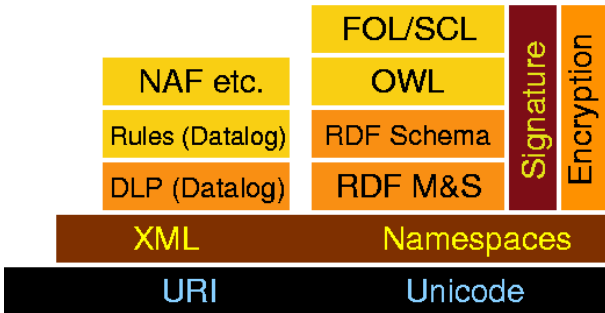 FOL/SCL
NAF etc.
OWL
Rules (Datalog)
RDF Schema
DLP (Datalog)
RDF M&S
Signature
Encryption
XML
Namespaces
URI
Unicode